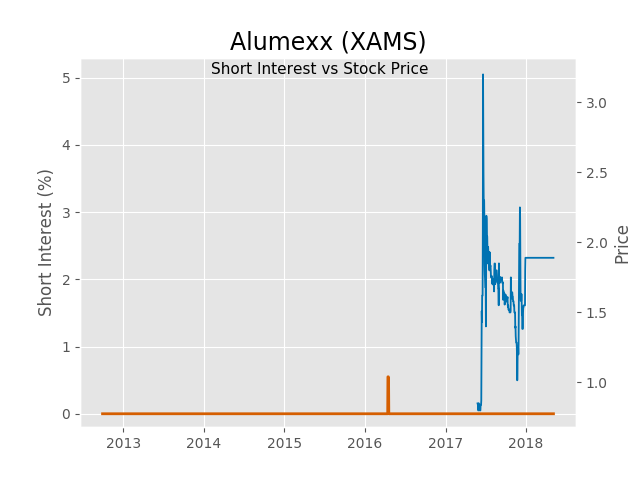 Alumexx (XAMS)
Short Interest vs Stock Price
Short Interest (%)
5
4
3
2
1
0
3.0
2.5
2.0
1.5
1.0
Price
2013 2014 2015 2016 2017 2018